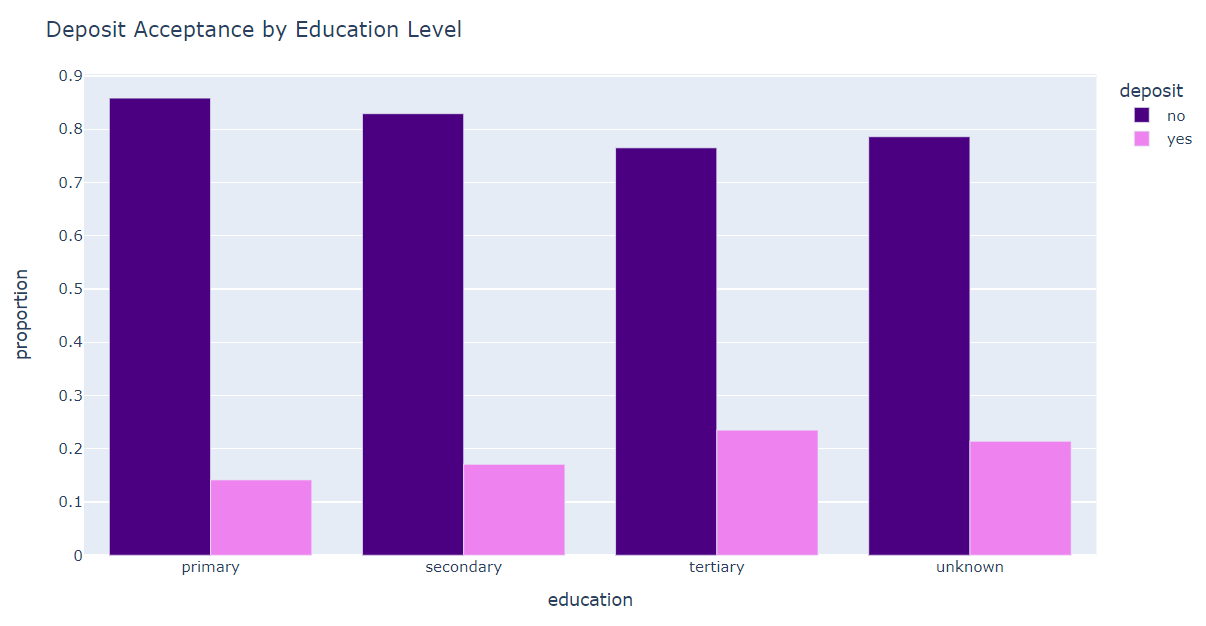 Deposit Acceptance by Education Level
0.9
0.8
0.7
0.6
0.5
0.4
0.3
0.2
0.1
0
proportion
primary
secondary
tertiary
unknown
education
deposit
no
yes